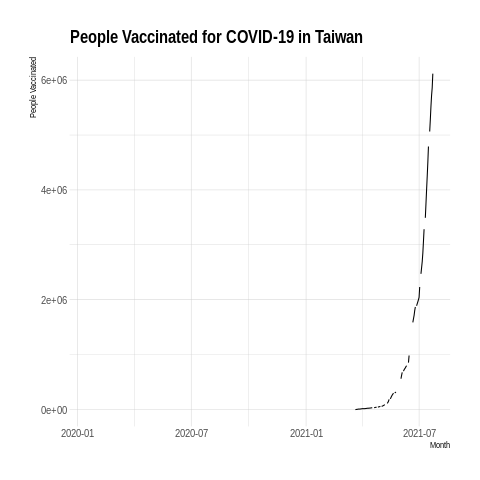 People Vaccinated for COVID-19 in Taiwan
People Vaccinated
6e+06
4e+06
2e+06
0e+00
2020-01
2020-07
2021-01
2021-07
Month